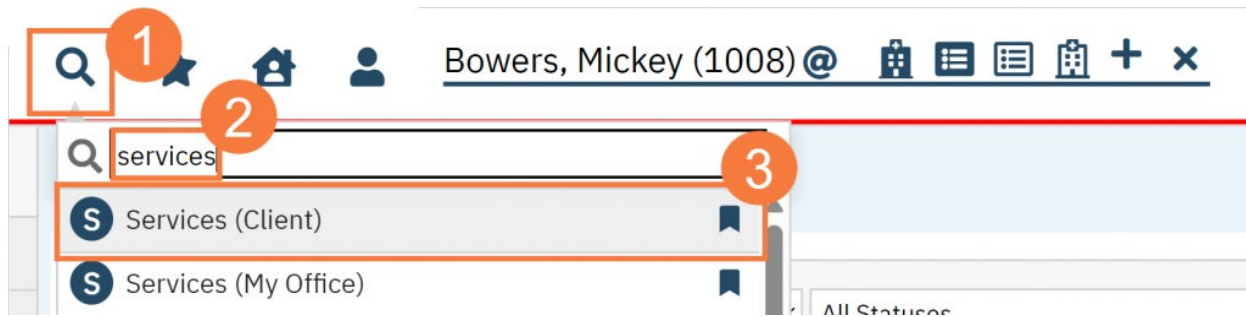 1
Bowers, Mickey (1008) @
2
services
3
S Services (Client)
S Services (My Office)
All Statuses